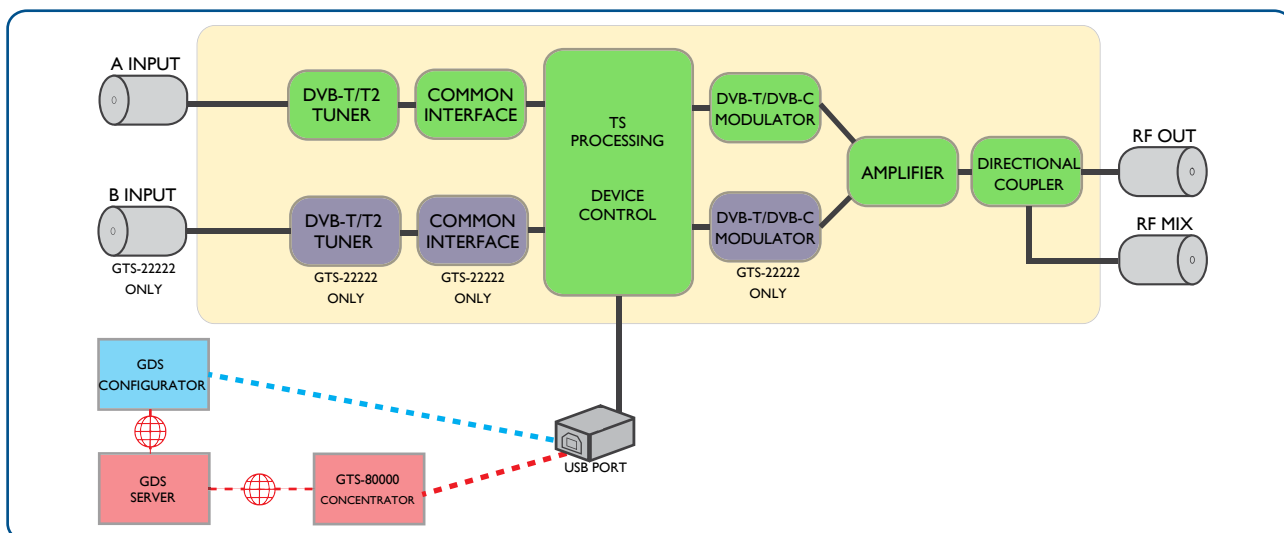 A INPUT
DVB-T/T2
TUNER
COMMON
INTERFACE
TS
PROCESSING
DEVICE
CONTROL
DVB-T/DVB-C
MODULATOR
AMPLIFIER
DIRECTIONAL
COUPLER
RF OUT
RF MIX
B INPUT
GTS-22222
ONLY
DVB-T/T2
TUNER
GTS-22222
ONLY
COMMON
INTERFACE
GTS-22222
ONLY
DVB-T/DVB-C
MODULATOR
GTS-22222
ONLY
GDS
CONFIGURATOR
GDS
SERVER
GTS-80000
CONCENTRATOR
USB PORT